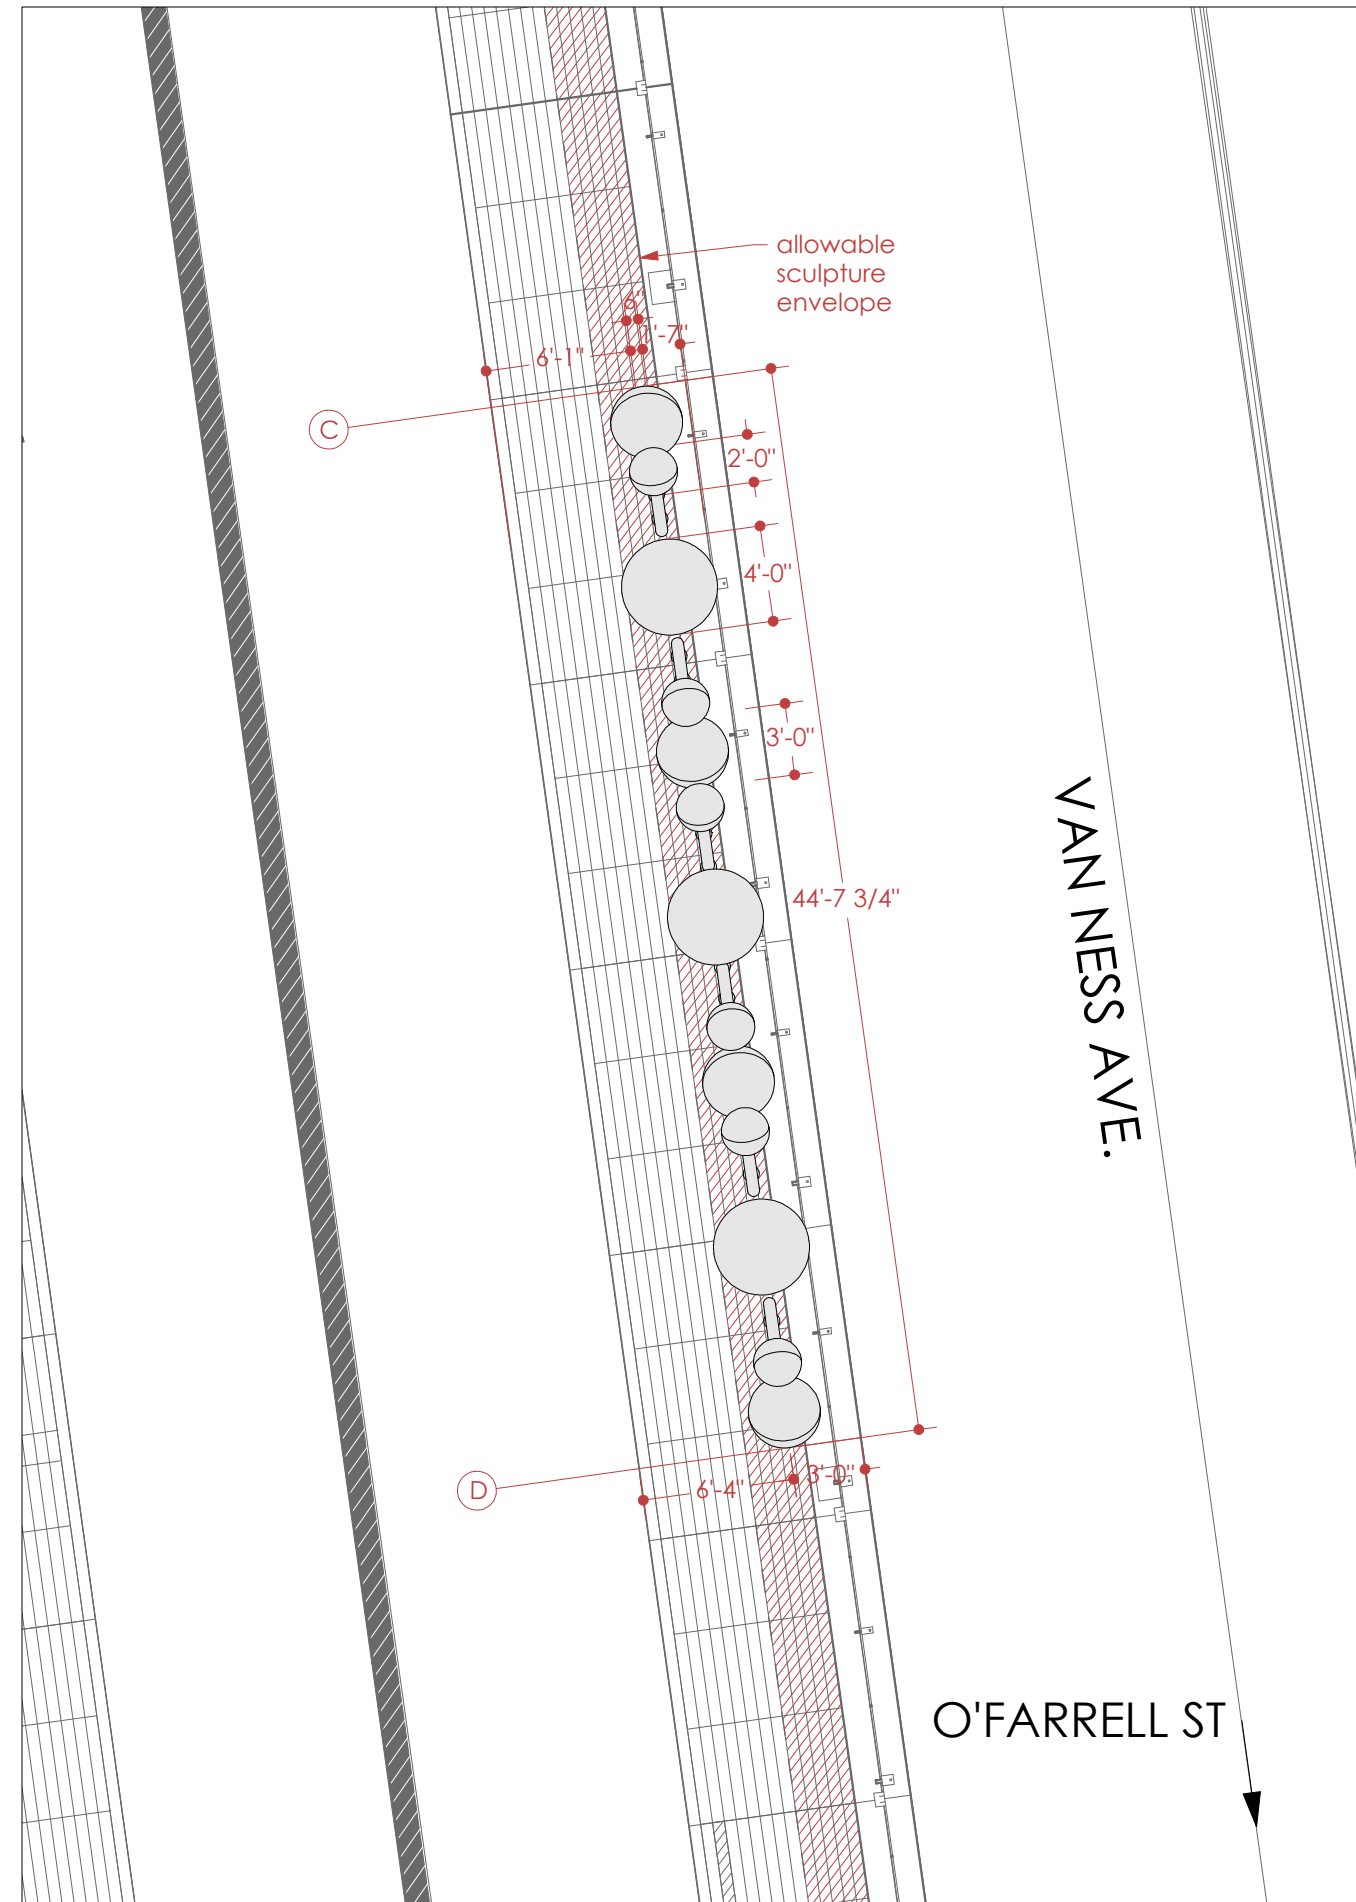 allowable
sculpture
envelope
6"
1'-7"
6'-1"
C
2'-0"
4'-0"
3'-0"
44'-7 3/4"
VAN NESS AVE.
D
6'-4"
3'-0"
O'FARRELL ST